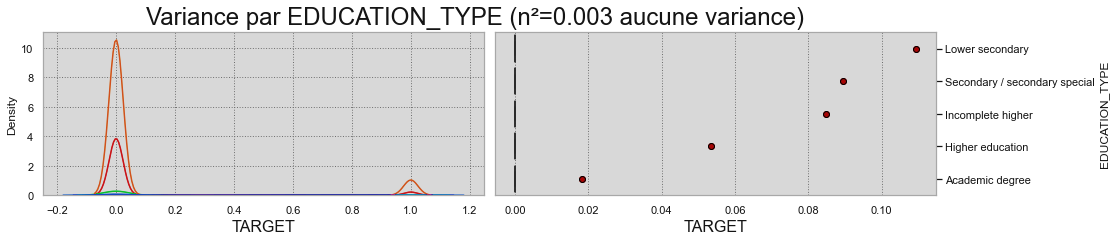 Variance par EDUCATION_TYPE (n²=0.003 aucune variance)
Density
10
8
6
4
2
0
−0.2 0.0 0.2 0.4 0.6 0.8 1.0 1.2
TARGET
Lower secondary
Secondary / secondary special
Incomplete higher
Higher education
Academic degree
EDUCATION_TYPE
0.00 0.02 0.04 0.06 0.08 0.10
TARGET